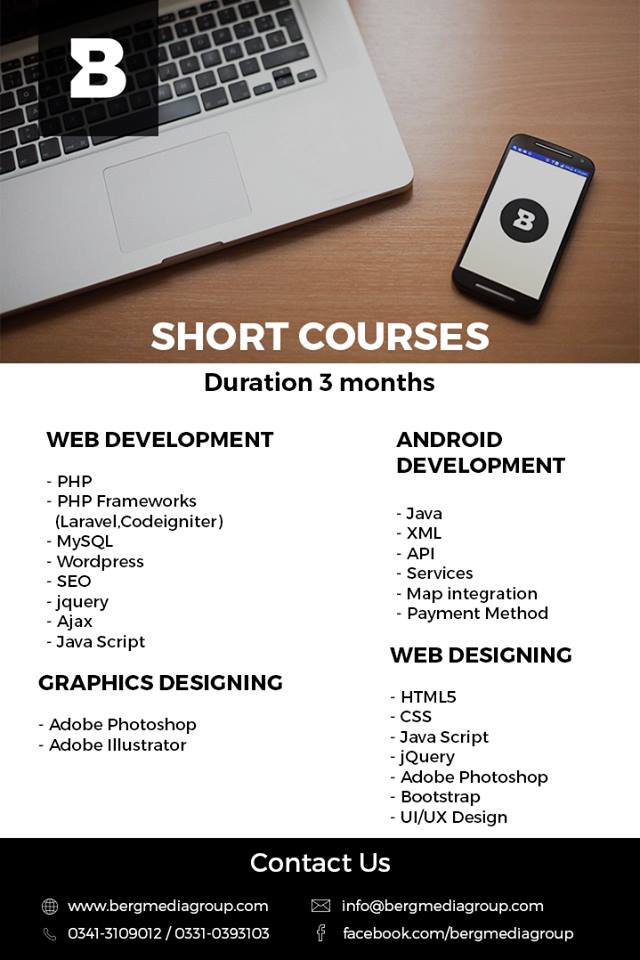 B
B
SHORT COURSES
Duration 3 months
WEB DEVELOPMENT
- PHP
- PHP Frameworks
(Laravel,Codeigniter)
- MySQL
- Wordpress
- SEO
- jquery
- Ajax
- Java Script
GRAPHICS DESIGNING
- Adobe Photoshop
- Adobe Illustrator
ANDROID
DEVELOPMENT
- Java
- XML
- API
- Services
- Map integration
- Payment Method
WEB DESIGNING
- HTML5
- CSS
- Java Script
- jQuery
- Adobe Photoshop
- Bootstrap
- UI/UX Design
Contact Us
www.bergmediagroup.com
info@bergmediagroup.com
0341-3109012 / 0331-0393103
facebook.com/bergmediagroup